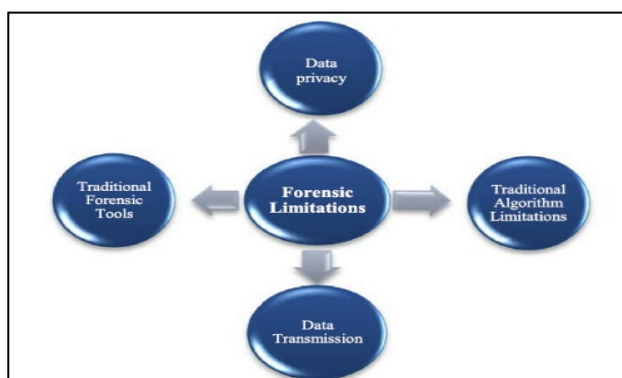 Data
privacy
Traditional
Forensic
Tools
Forensic
Limitations
Traditional
Algorithm
Limitations
Data
Transmission